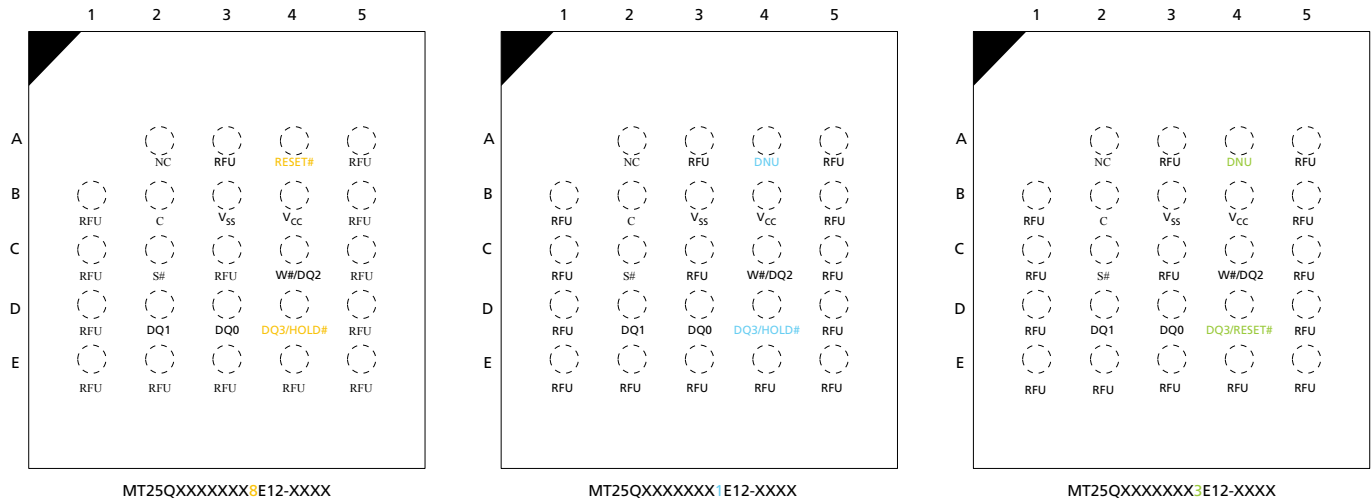 1 2 3 4 5
A
NC RFU RESET# RFU
B
RFU C VSS VCC RFU
C
RFU S# RFU W#/DQ2 RFU
D
RFU DQ1 DQ0 DQ3/HOLD# RFU
E
RFU RFU RFU RFU RFU
MT25QXXXXXXX8E12-XXXX
1 2 3 4 5
A
NC RFU DNU RFU
B
RFU C VSS VCC RFU
C
RFU S# RFU W#/DQ2 RFU
D
RFU DQ1 DQ0 DQ3/HOLD# RFU
E
RFU RFU RFU RFU RFU
MT25QXXXXXXX1E12-XXXX
1 2 3 4 5
A
NC RFU DNU RFU
B
RFU C VSS VCC RFU
C
RFU S# RFU W#/DQ2 RFU
D
RFU DQ1 DQ0 DQ3/RESET# RFU
E
RFU RFU RFU RFU RFU
MT25QXXXXXXX3E12-XXXX